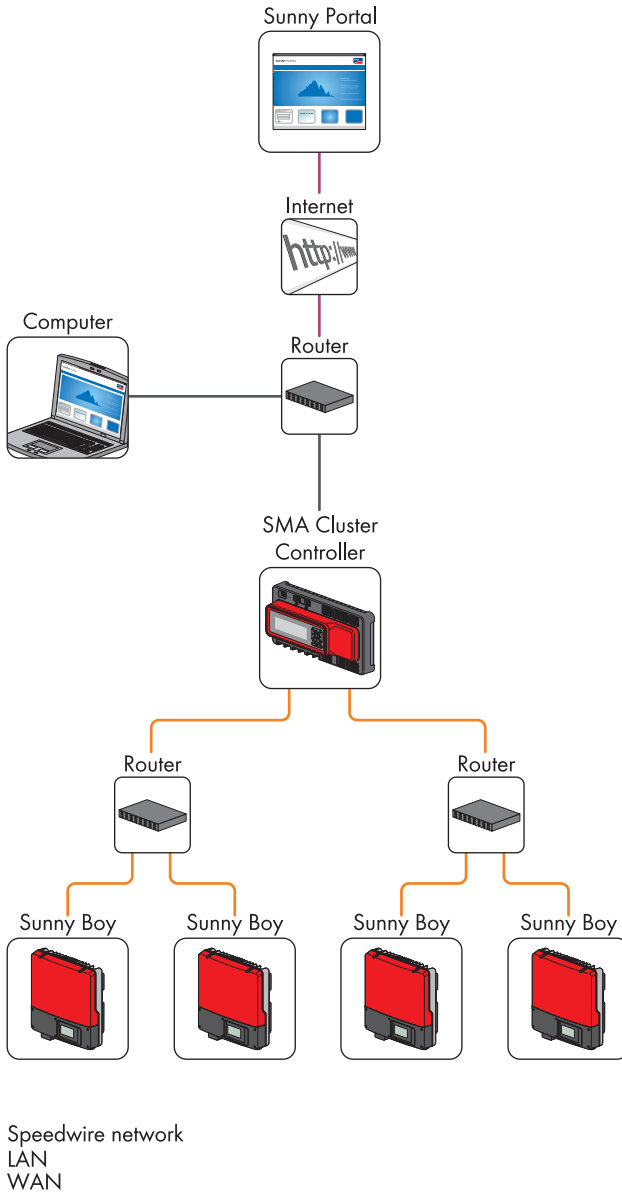 Sunny Portal
Internet
http://www
Computer
Router
SMA Cluster
Controller
Router
Router
Sunny Boy
Sunny Boy
Sunny Boy
Sunny Boy
Speedwire network
LAN
WAN